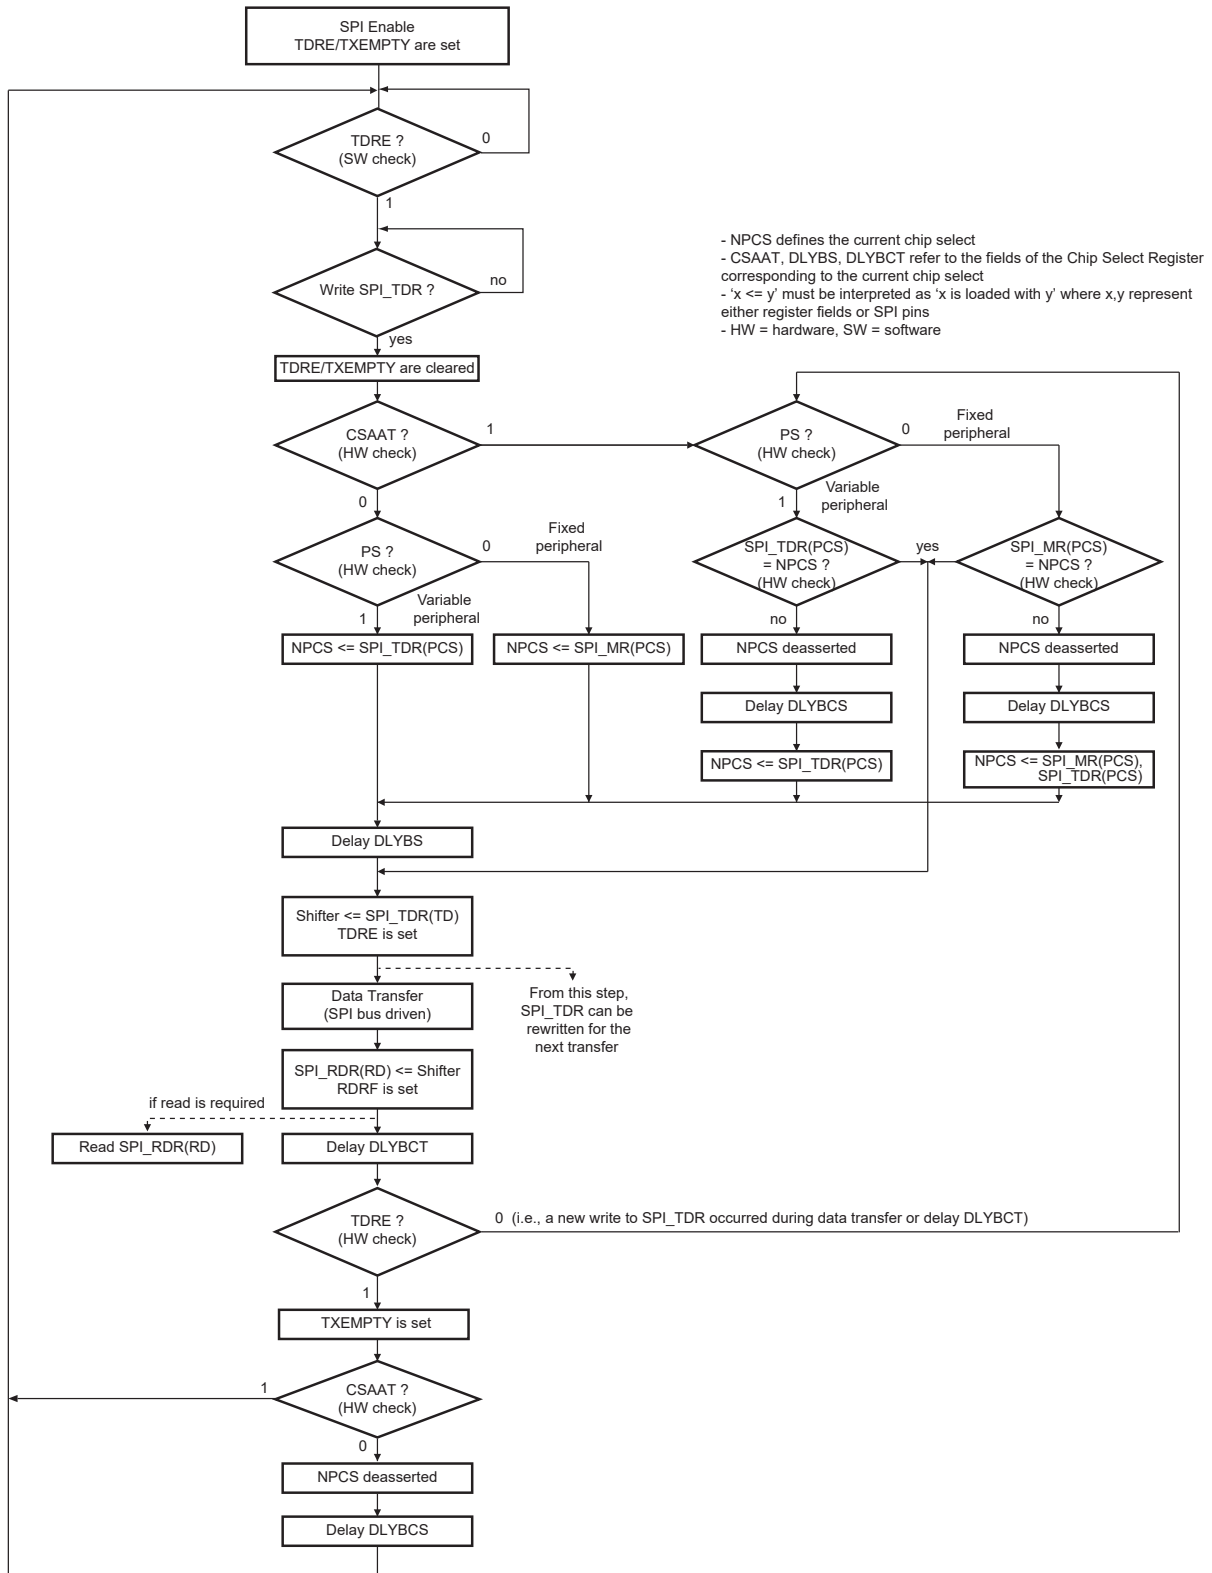 SPI Enable
TDRE/TXEMPTY are set
TDRE ?
(SW check)
0
1
Write SPI_TDR ?
no
yes
- NPCS defines the current chip select
- CSAAT, DLYBS, DLYBCT refer to the fields of the Chip Select Register
corresponding to the current chip select
- ‘x <= y’ must be interpreted as ‘x is loaded with y’ where x,y represent
either register fields or SPI pins
- HW = hardware, SW = software
TDRE/TXEMPTY are cleared
CSAAT ?
(HW check)
1
0
PS ?
(HW check)
0
Fixed
peripheral
1
Variable
peripheral
PS ?
(HW check)
0
Fixed
peripheral
1
Variable
peripheral
NPCS <= SPI_TDR(PCS)
NPCS <= SPI_MR(PCS)
SPI_TDR(PCS)
= NPCS ?
(HW check)
yes
SPI_MR(PCS)
= NPCS ?
(HW check)
no
no
NPCS deasserted
NPCS deasserted
Delay DLYBCS
Delay DLYBCS
NPCS <= SPI_TDR(PCS)
NPCS <= SPI_MR(PCS),
SPI_TDR(PCS)
Delay DLYBS
Shifter <= SPI_TDR(TD)
TDRE is set
Data Transfer
(SPI bus driven)
From this step,
SPI_TDR can be
rewritten for the
next transfer
SPI_RDR(RD) <= Shifter
RDRF is set
if read is required
Read SPI_RDR(RD)
Delay DLYBCT
TDRE ?
(HW check)
0 (i.e., a new write to SPI_TDR occurred during data transfer or delay DLYBCT)
1
TXEMPTY is set
CSAAT ?
(HW check)
1
0
NPCS deasserted
Delay DLYBCS